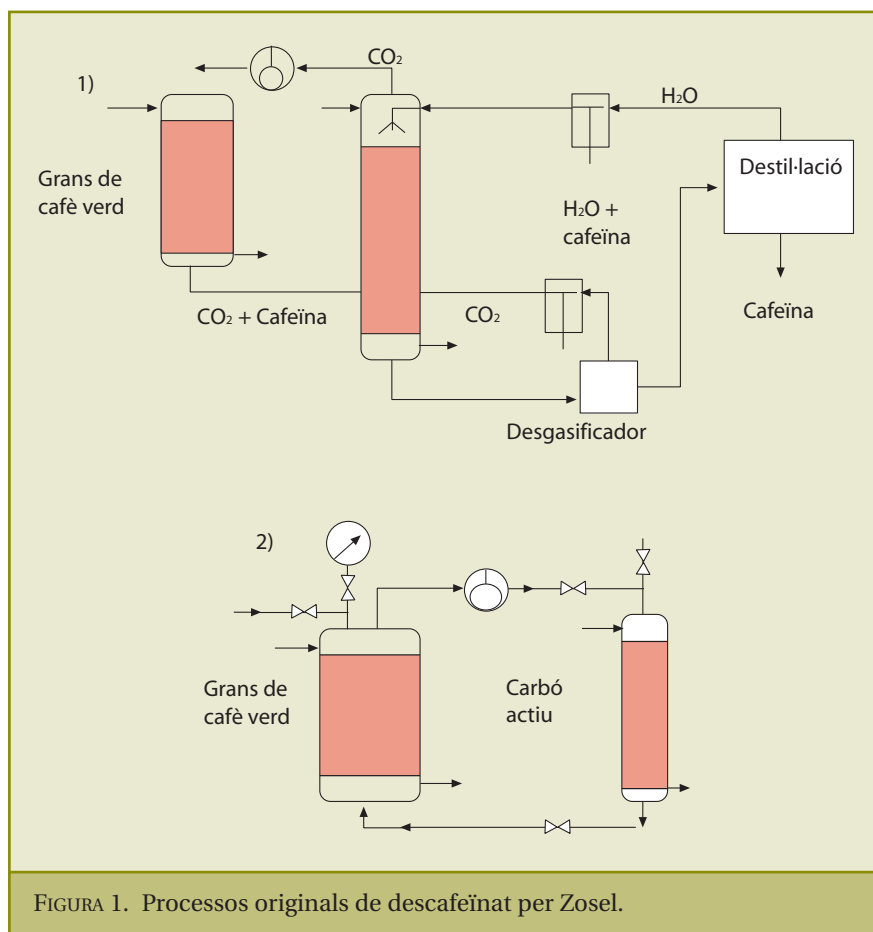 1)
CO₂
H₂O
Grans de
cafè verd
Destil·lació
H₂O +
cafeïna
CO₂ + Cafeïna
CO₂
Cafeïna
Desgasificador
2)
Grans de
cafè verd
Carbó
actiu
FIGURA 1. Processos originals de descafeïnat per Zosel.